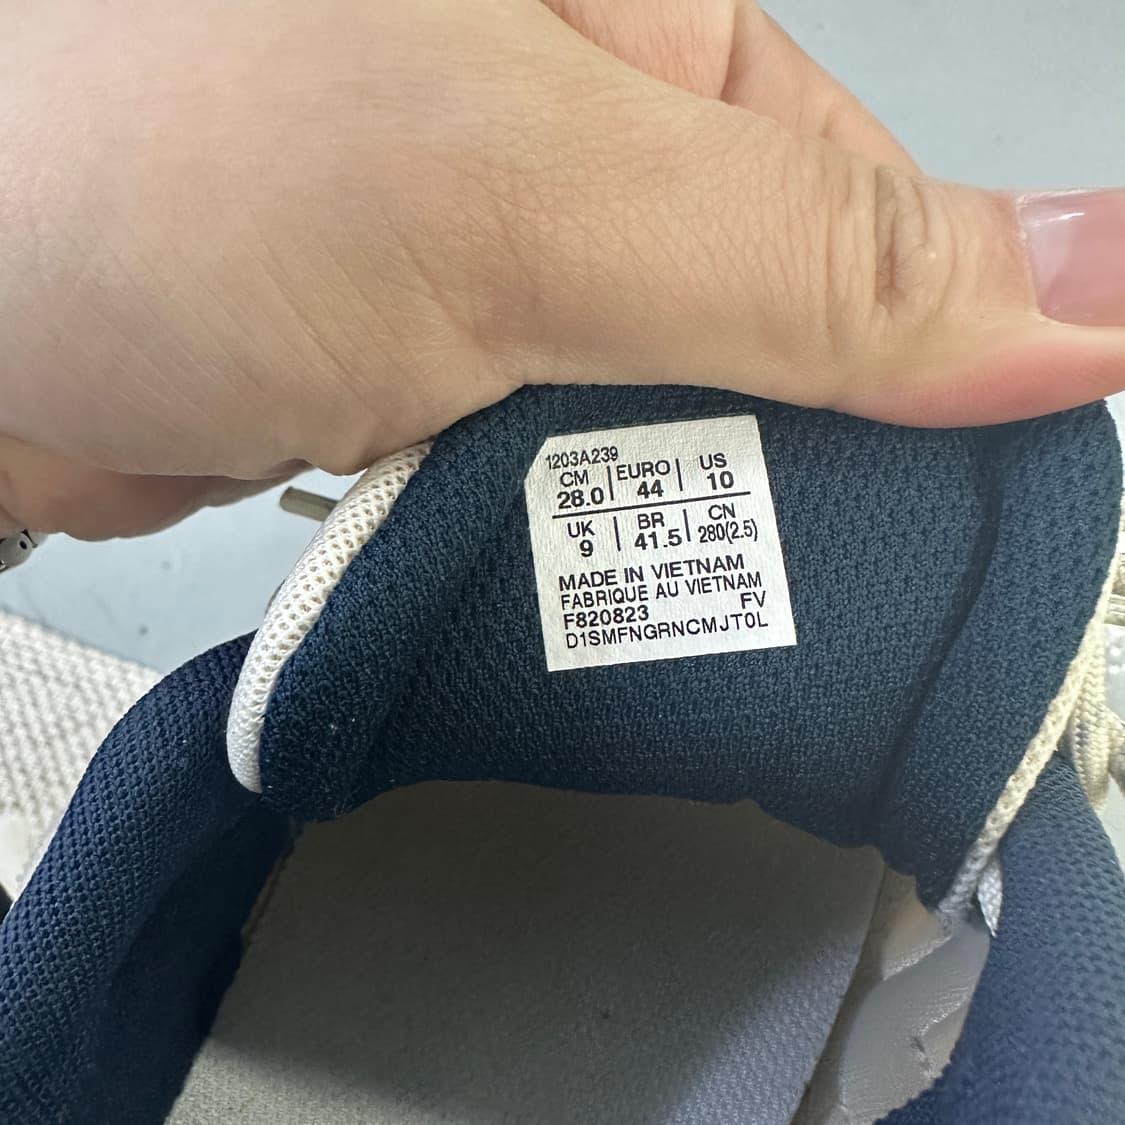 1203A239
CM | EURO | US
28.0 | 44 | 10
UK | BR | CN
9 | 41.5 | 280(2.5)
MADE IN VIETNAM
FABRIQUE AU VIETNAM
F820823 FV
D1SMFNGRNCMJT0L